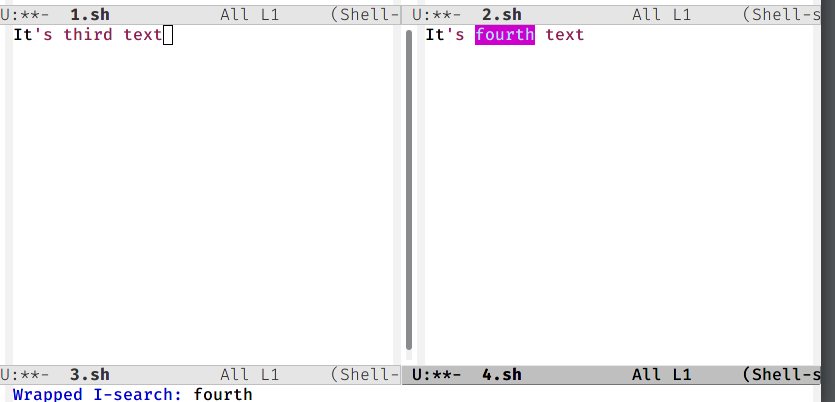 U:**-  1.sh           All L1     (Shell-
U:**-  2.sh           All L1     (Shell-s
It's third text
It's fourth text
U:**-  3.sh           All L1     (Shell-
U:**-  4.sh           All L1     (Shell-s
Wrapped I-search: fourth